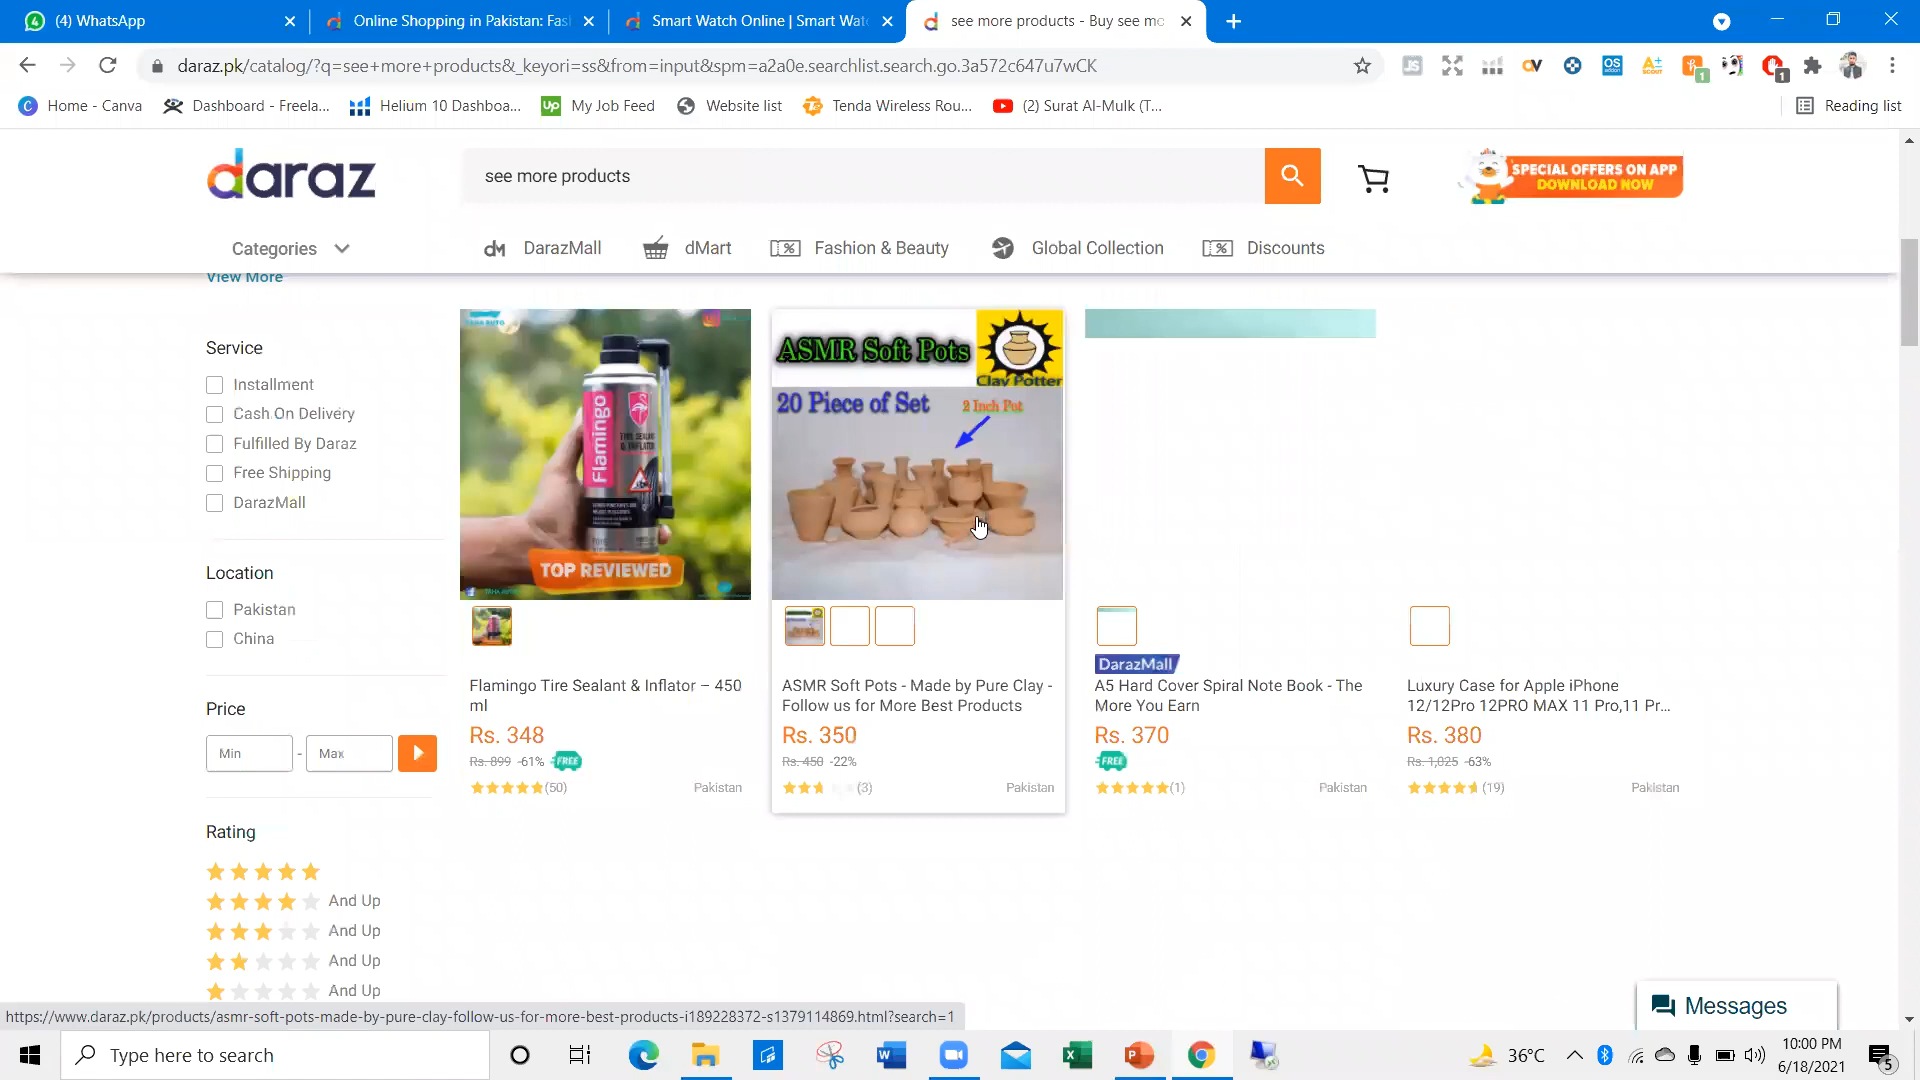 (4) WhatsApp
Online Shopping in Pakistan: Fas
Smart Watch Online | Smart Wat
see more products - Buy see mo
daraz.pk/catalog/?q=see+more+products&_keyori=ss&from=input&spm=a2a0e.searchlist.search.go.3a572c647u7wCK
Home - Canva
Dashboard - Freela...
Helium 10 Dashboa...
My Job Feed
Website list
Tenda Wireless Rou...
(2) Surat Al-Mulk (T...
Reading list
daraz
see more products
SPECIAL OFFERS ON APP
DOWNLOAD NOW
Categories
DarazMall
dMart
Fashion & Beauty
Global Collection
Discounts
View More
Service
Installment
Cash On Delivery
Fulfilled By Daraz
Free Shipping
DarazMall
Location
Pakistan
China
Price
Min - Max
Rating
And Up
And Up
And Up
And Up
Flamingo
TIRE SEALANT
& INFLATOR
TOP REVIEWED
Flamingo Tire Sealant & Inflator – 450
ml
Rs. 348
Rs. 899 -61% FREE
(50) Pakistan
ASMR Soft Pots
Clay Potter
20 Piece of Set
2 Inch Pot
ASMR Soft Pots - Made by Pure Clay -
Follow us for More Best Products
Rs. 350
Rs. 450 -22%
(3) Pakistan
DarazMall
A5 Hard Cover Spiral Note Book - The
More You Earn
Rs. 370
FREE
(1) Pakistan
Luxury Case for Apple iPhone
12/12Pro 12PRO MAX 11 Pro,11 Pr...
Rs. 380
Rs. 1,025 -63%
(19) Pakistan
Messages
https://www.daraz.pk/products/asmr-soft-pots-made-by-pure-clay-follow-us-for-more-best-products-i189228372-s1379114869.html?search=1
Type here to search
36°C
10:00 PM
6/18/2021
5